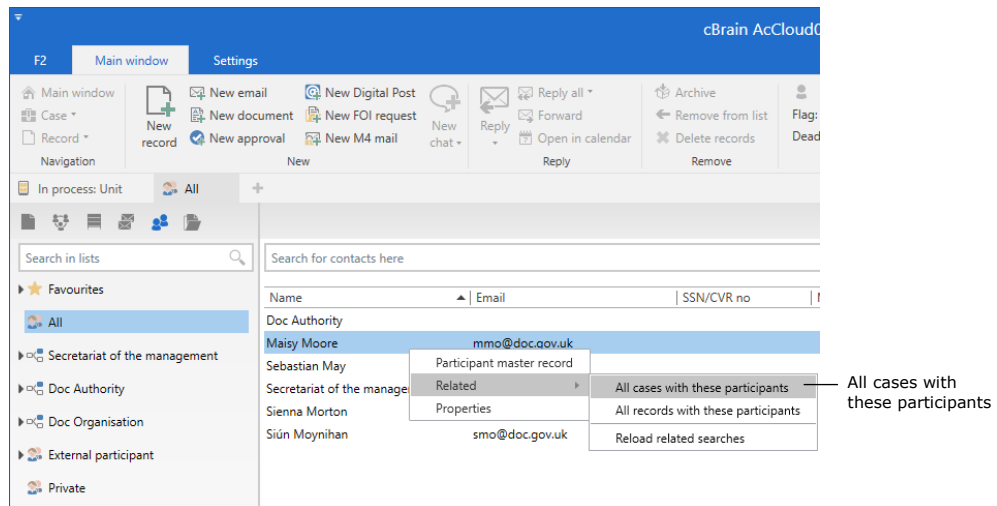 cBrain AcCloud0
F2 Main window Settings
Main window New email New Digital Post Reply all Archive
Case New document New FOI request Forward Remove from list Flag:
Record New record New approval New M4 mail New chat Reply Open in calendar Delete records Dead
Navigation New Reply Remove
In process: Unit All +
Search in lists Search for contacts here
Favourites
Name Email SSN/CVR no
All
Doc Authority
Maisy Moore mmo@doc.gov.uk
Secretariat of the management
Sebastian May Participant master record
Doc Authority
Secretariat of the manage Related All cases with these participants All cases with
these participants
Sienna Morton Properties All records with these participants
Doc Organisation
Siún Moynihan smo@doc.gov.uk Reload related searches
External participant
Private